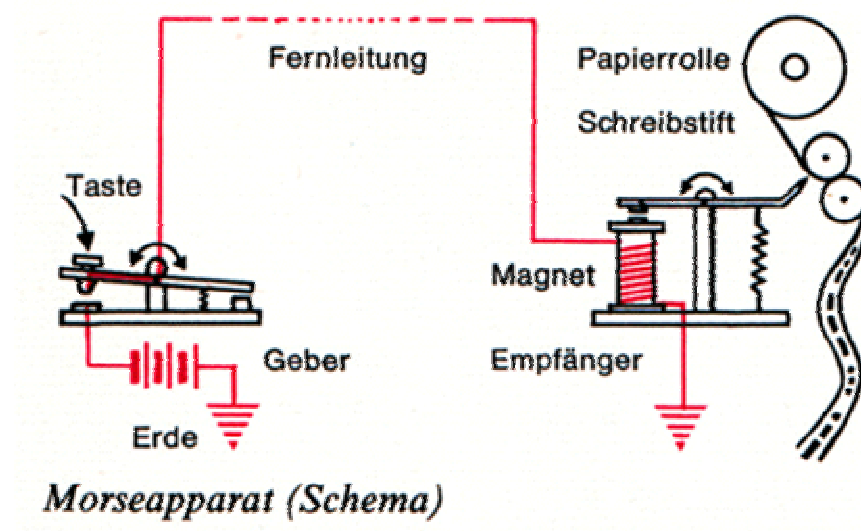 Fernleitung
Papierrolle
Schreibstift
Taste
Magnet
Geber
Empfänger
Erde
Morseapparat (Schema)